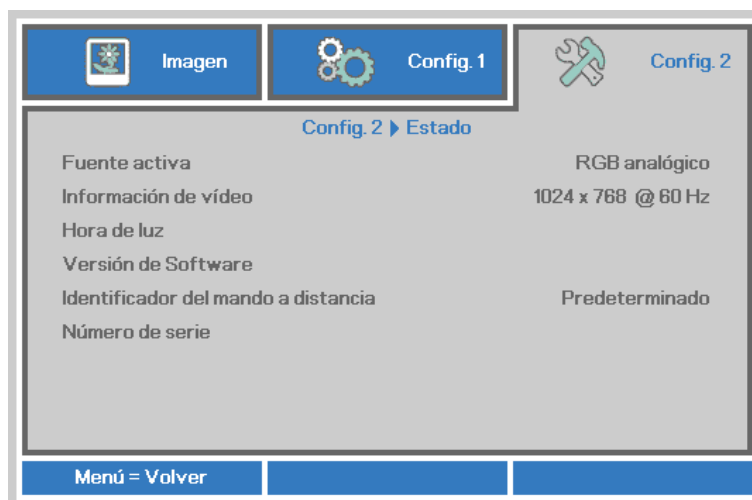 Imagen Config. 1 Config. 2
Config. 2 Estado
Fuente activa RGB analógico
Información de vídeo 1024 x 768 @ 60 Hz
Hora de luz
Versión de Software
Identificador del mando a distancia Predeterminado
Número de serie
Menú = Volver